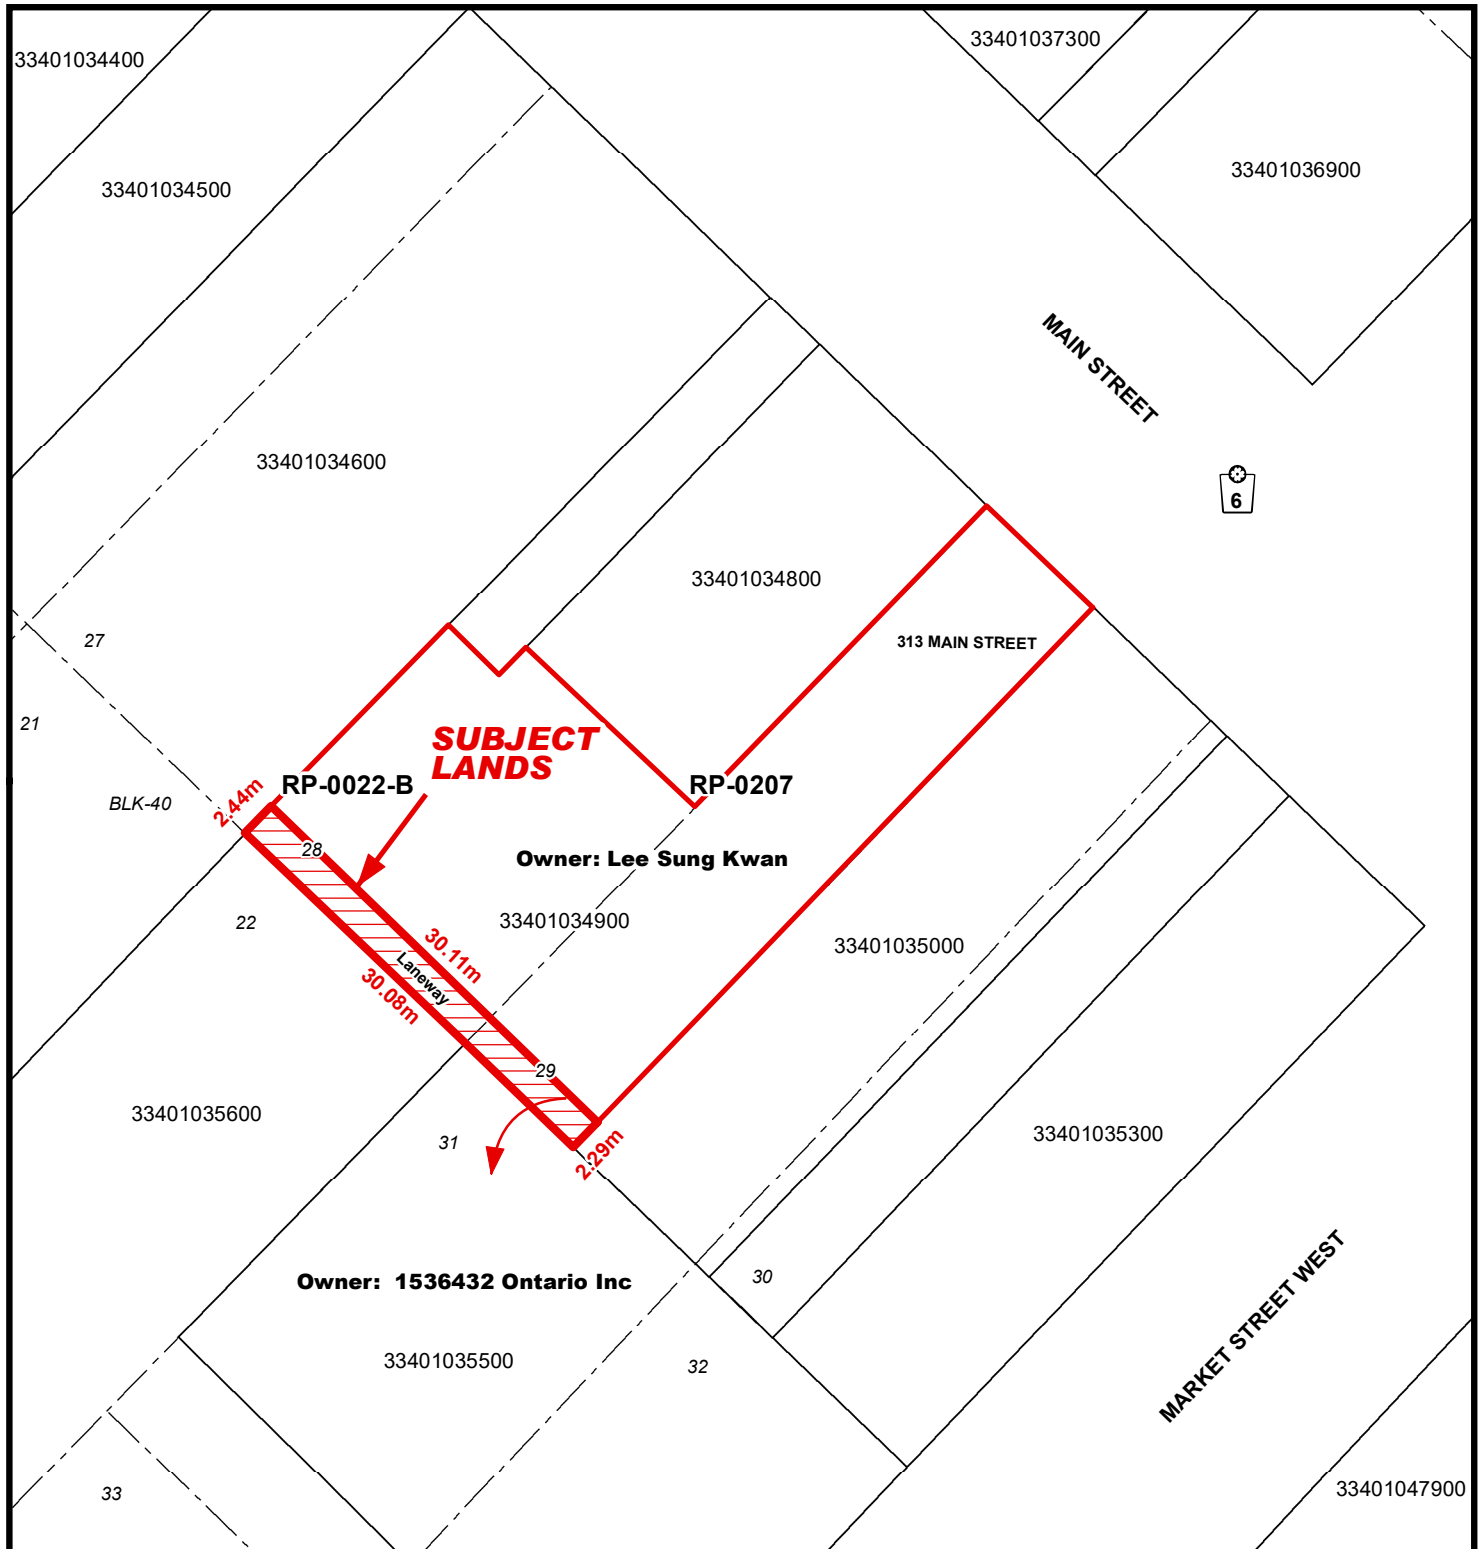 33401037300
33401034400
33401036900
33401034500
MAIN STREET
33401034600
6
33401034800
313 MAIN STREET
27
21
SUBJECT
LANDS
RP-0022-B
RP-0207
2.44m
BLK-40
28
Owner: Lee Sung Kwan
22
33401034900
30.11m
33401035000
Laneway
30.08m
29
33401035600
31
2.29m
33401035300
Owner: 1536432 Ontario Inc
30
MARKET STREET WEST
33401035500
32
33
33401047900